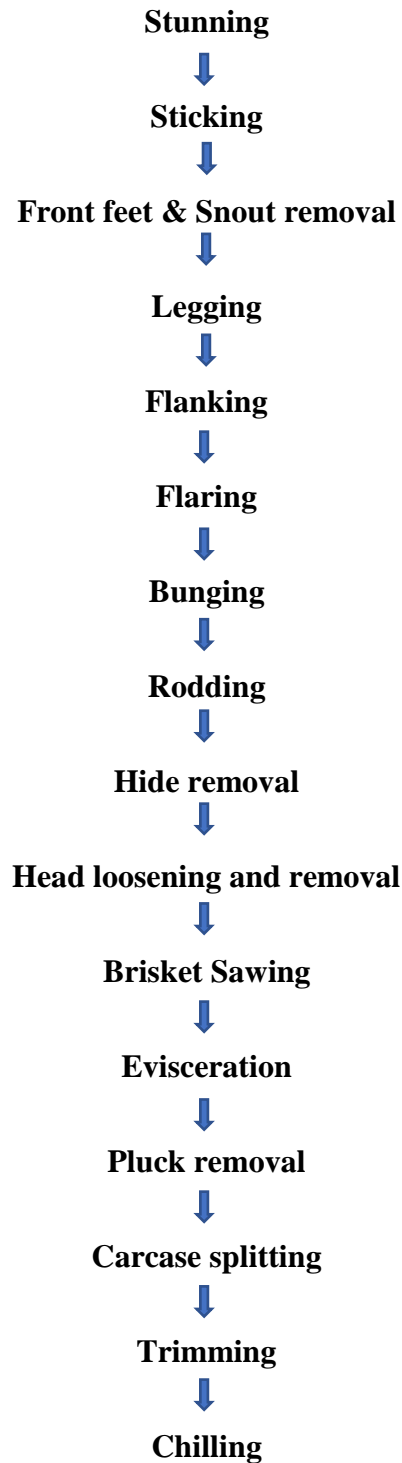 Stunning
Sticking
Front feet & Snout removal
Legging
Flanking
Flaring
Bunging
Rodding
Hide removal
Head loosening and removal
Brisket Sawing
Evisceration
Pluck removal
Carcase splitting
Trimming
Chilling